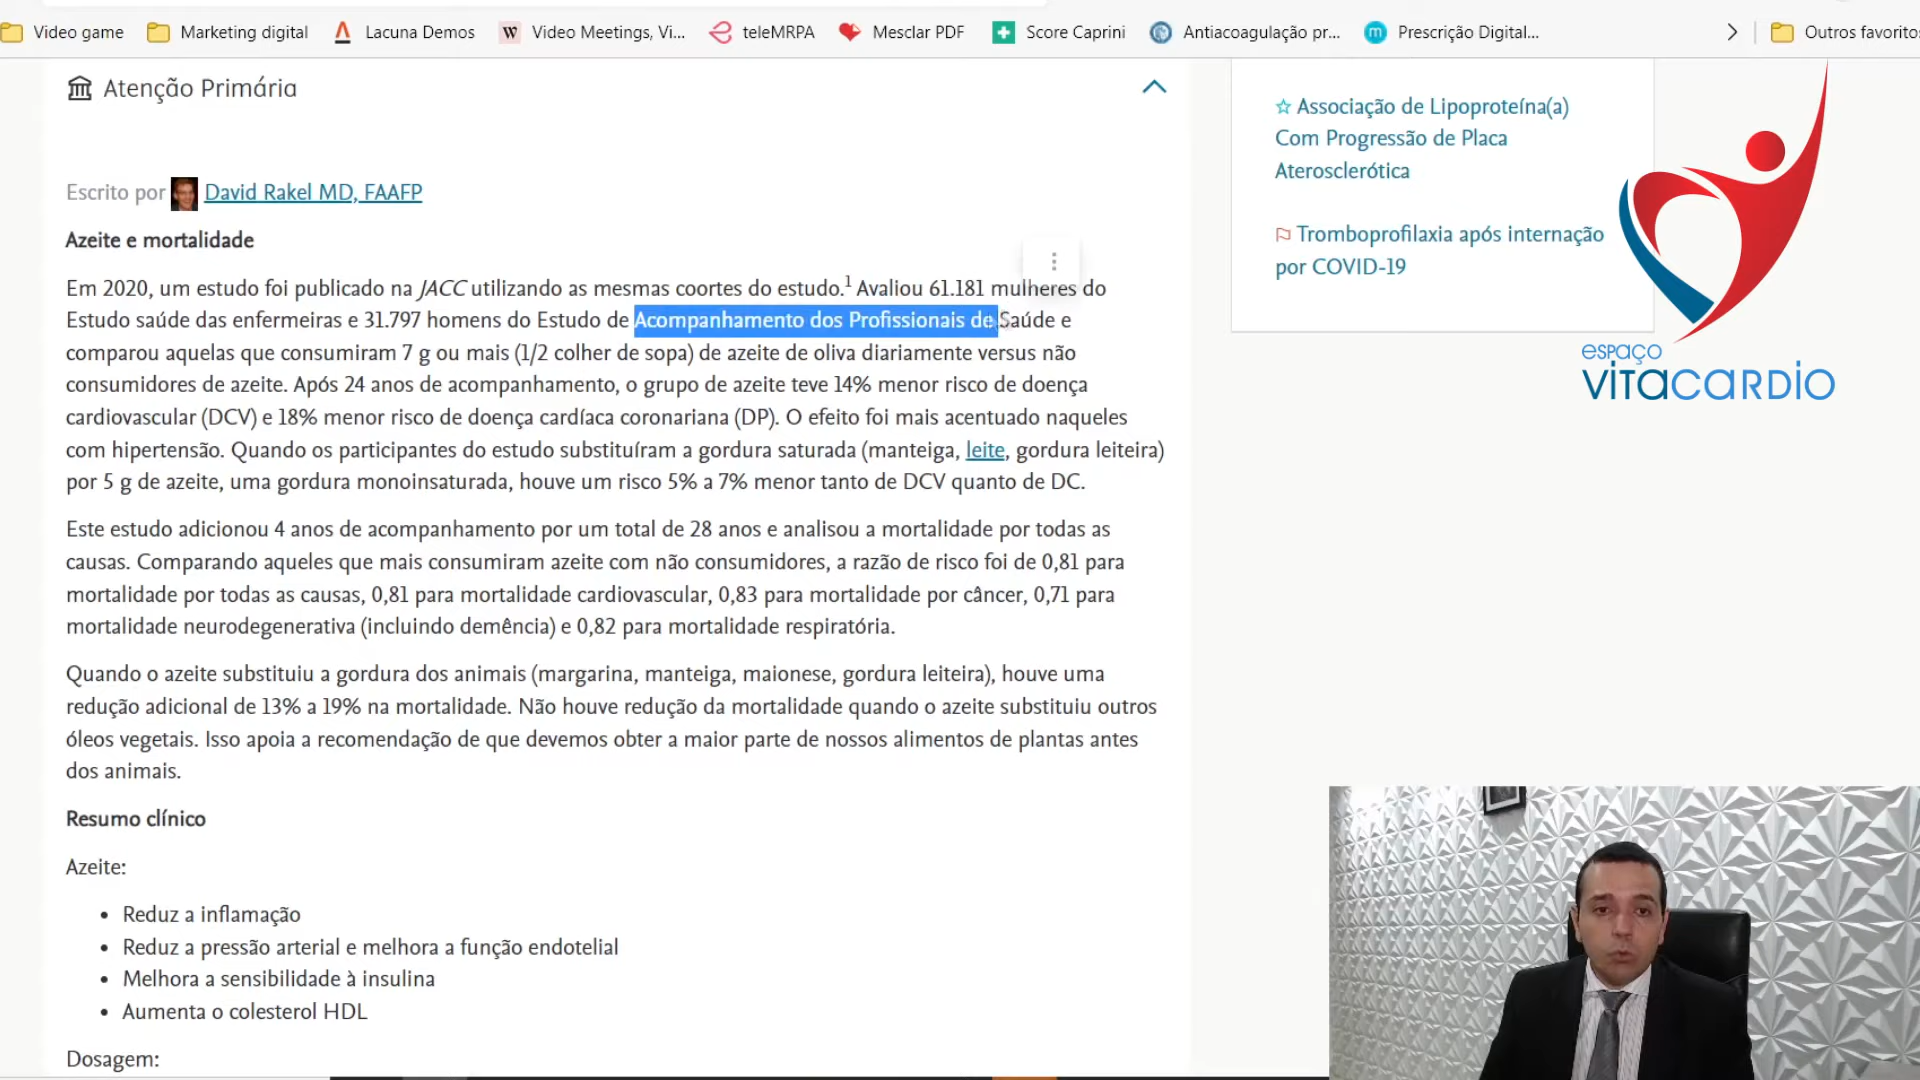 Video game
Marketing digital
Lacuna Demos
W Video Meetings, Vi...
teleMRPA
Mesclar PDF
Score Caprini
Antiacoagulação pr...
m Prescrição Digital...
Outros favoritos
Atenção Primária
Escrito por David Rakel MD, FAAFP
Azeite e mortalidade
Em 2020, um estudo foi publicado na JACC utilizando as mesmas coortes do estudo.1 Avaliou 61.181 mulheres do
Estudo saúde das enfermeiras e 31.797 homens do Estudo de Acompanhamento dos Profissionais de Saúde e
comparou aquelas que consumiram 7 g ou mais (1/2 colher de sopa) de azeite de oliva diariamente versus não
consumidores de azeite. Após 24 anos de acompanhamento, o grupo de azeite teve 14% menor risco de doença
cardiovascular (DCV) e 18% menor risco de doença cardíaca coronariana (DP). O efeito foi mais acentuado naqueles
com hipertensão. Quando os participantes do estudo substituíram a gordura saturada (manteiga, leite, gordura leiteira)
por 5 g de azeite, uma gordura monoinsaturada, houve um risco 5% a 7% menor tanto de DCV quanto de DC.
Este estudo adicionou 4 anos de acompanhamento por um total de 28 anos e analisou a mortalidade por todas as
causas. Comparando aqueles que mais consumiram azeite com não consumidores, a razão de risco foi de 0,81 para
mortalidade por todas as causas, 0,81 para mortalidade cardiovascular, 0,83 para mortalidade por câncer, 0,71 para
mortalidade neurodegenerativa (incluindo demência) e 0,82 para mortalidade respiratória.
Quando o azeite substituiu a gordura dos animais (margarina, manteiga, maionese, gordura leiteira), houve uma
redução adicional de 13% a 19% na mortalidade. Não houve redução da mortalidade quando o azeite substituiu outros
óleos vegetais. Isso apoia a recomendação de que devemos obter a maior parte de nossos alimentos de plantas antes
dos animais.
Resumo clínico
Azeite:
• Reduz a inflamação
• Reduz a pressão arterial e melhora a função endotelial
• Melhora a sensibilidade à insulina
• Aumenta o colesterol HDL
Dosagem:
Associação de Lipoproteína(a)
Com Progressão de Placa
Aterosclerótica
Tromboprofilaxia após internação
por COVID-19
ESPAÇO
VITACARDIO